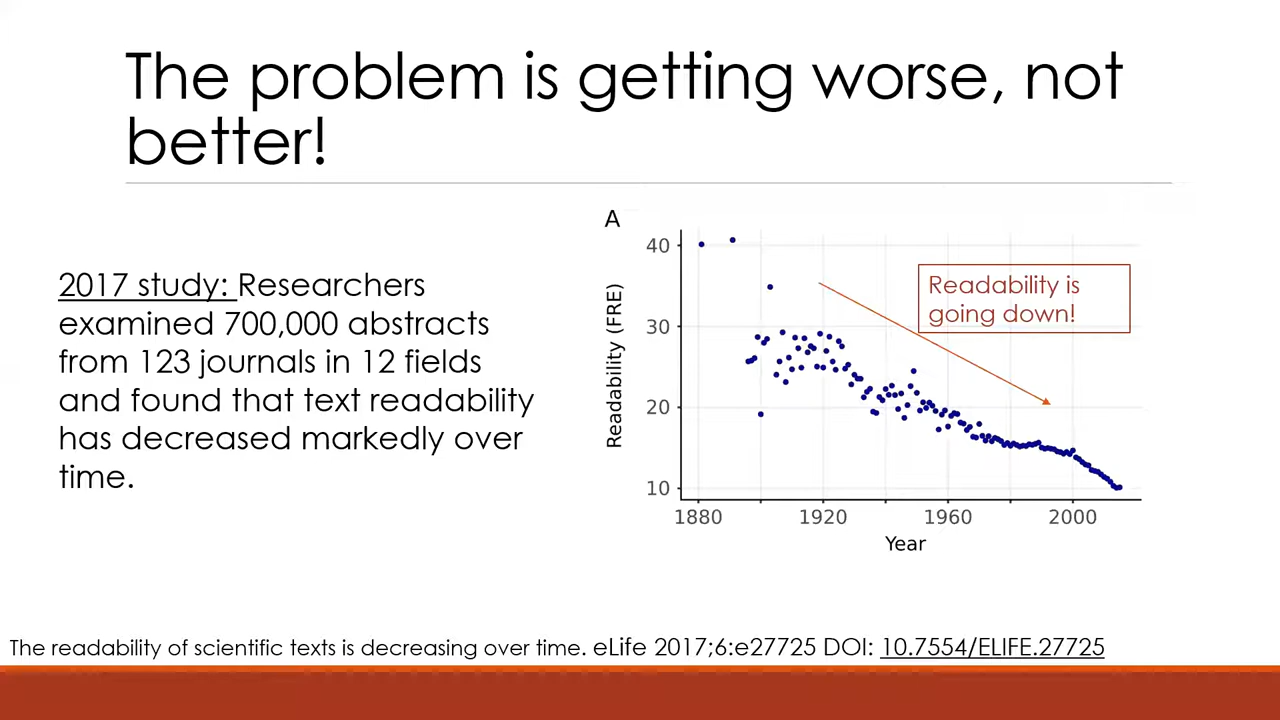 The problem is getting worse, not
better!
2017 study: Researchers
examined 700,000 abstracts
from 123 journals in 12 fields
and found that text readability
has decreased markedly over
time.
A
Readability (FRE)
40
30
20
10
Readability is
going down!
1880 1920 1960 2000
Year
The readability of scientific texts is decreasing over time. eLife 2017;6:e27725 DOI: 10.7554/ELIFE.27725